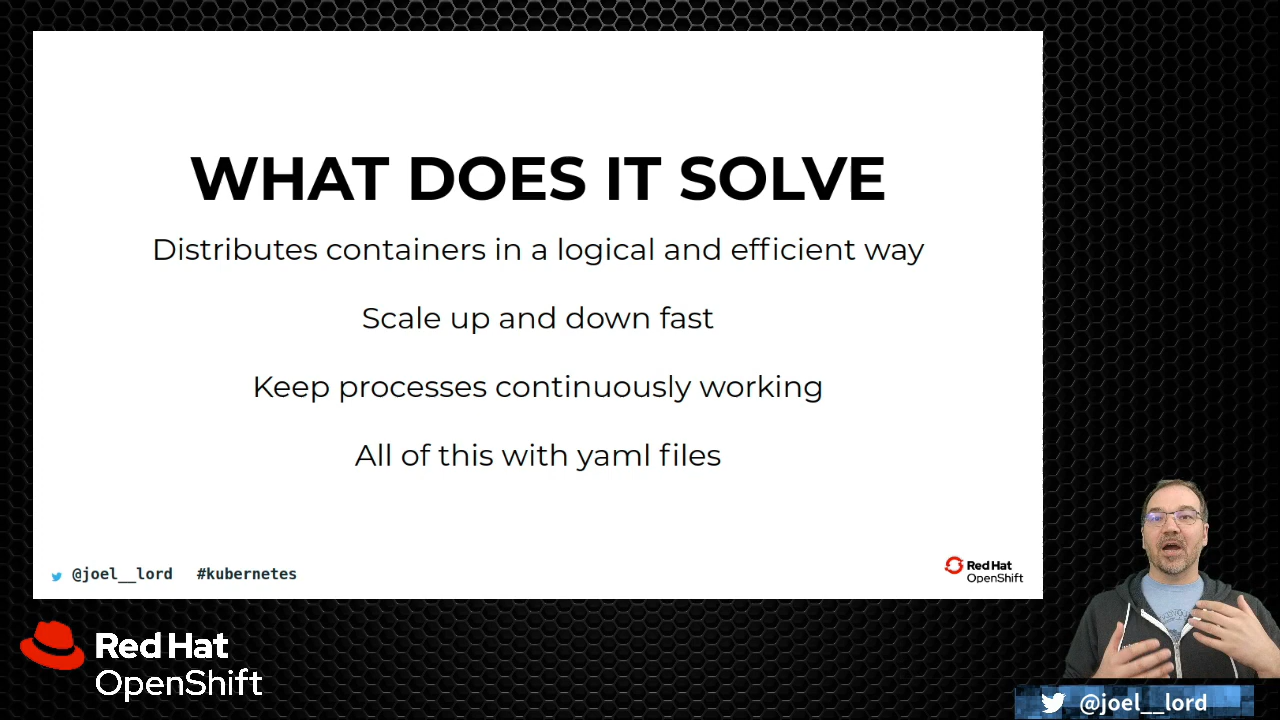 WHAT DOES IT SOLVE
Distributes containers in a logical and efficient way
Scale up and down fast
Keep processes continuously working
All of this with yaml files
@joel__lord #kubernetes
Red Hat
OpenShift
Red Hat
OpenShift
@joel__lord